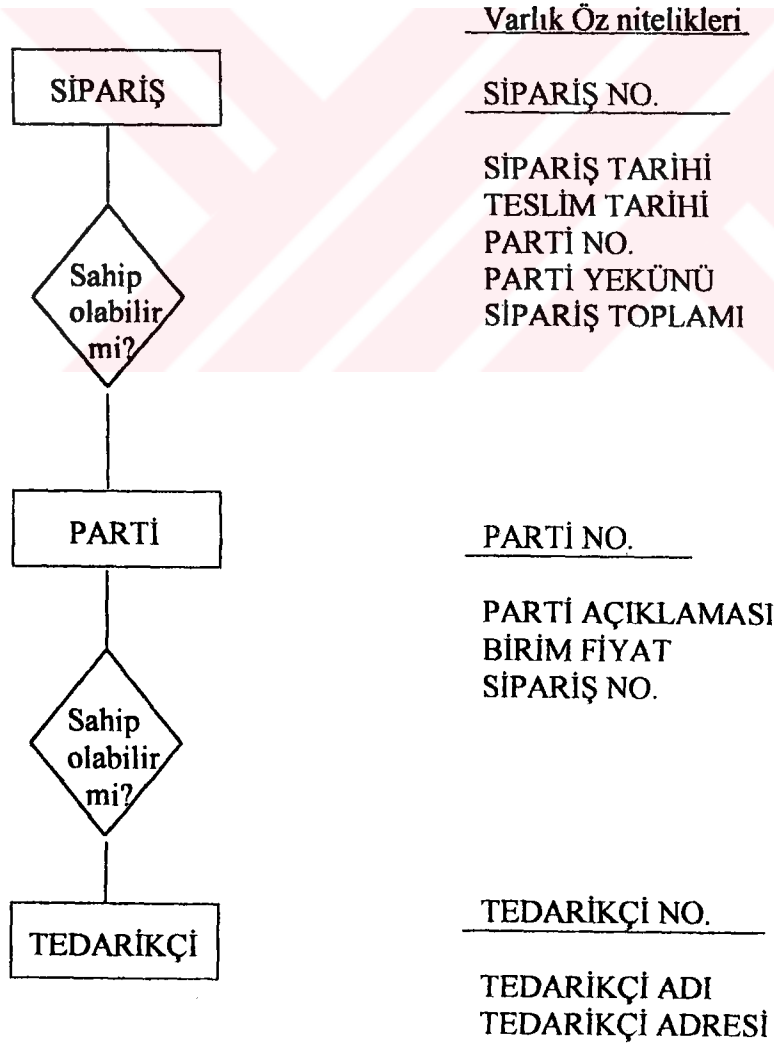 Varlık Öz nitelikleri
SİPARİŞ
SİPARİŞ NO.
SİPARİŞ TARİHİ
TESLİM TARİHİ
PARTİ NO.
PARTİ YEKÜNÜ
SİPARİŞ TOPLAMI
Sahip
olabilir
mi?
PARTİ
PARTİ NO.
PARTİ AÇIKLAMASI
BİRİM FİYAT
SİPARİŞ NO.
Sahip
olabilir
mi?
TEDARİKÇİ
TEDARİKÇİ NO.
TEDARİKÇİ ADI
TEDARİKÇİ ADRESİ